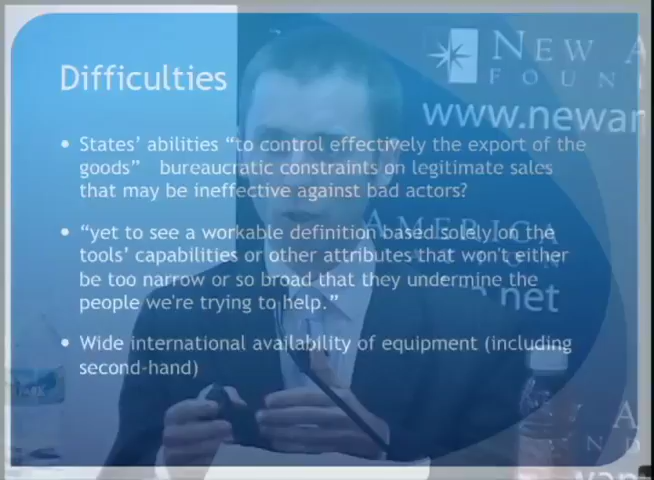 Difficulties
• States’ abilities “to control effectively the export of the
goods” bureaucratic constraints on legitimate sales
that may be ineffective against bad actors?
• “yet to see a workable definition based solely on the
tools’ capabilities or other attributes that won't either
be too narrow or so broad that they undermine the
people we're trying to help.”
• Wide international availability of equipment (including
second-hand)
NEW A
FOUN
www.newam
AMERICA
.net